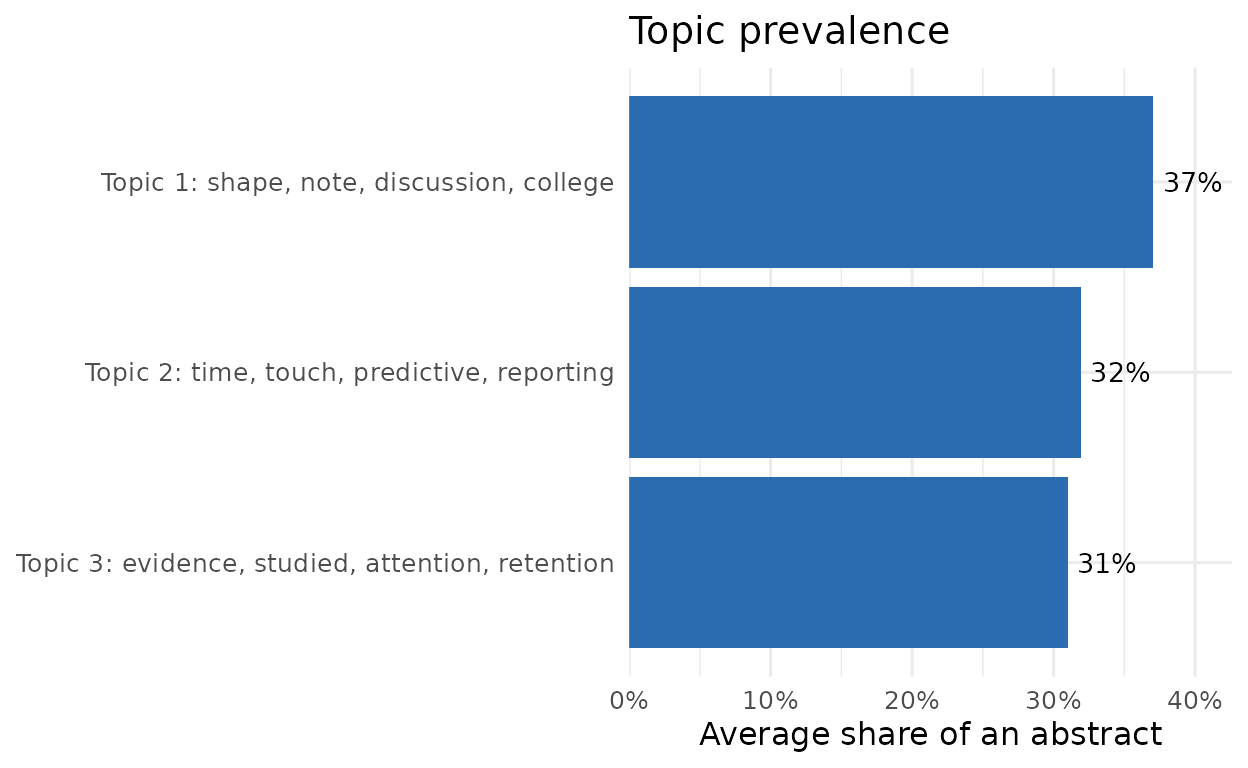 Topic prevalence
Topic 1: shape, note, discussion, college
37%
Topic 2: time, touch, predictive, reporting
32%
Topic 3: evidence, studied, attention, retention
31%
0% 10% 20% 30% 40%
Average share of an abstract